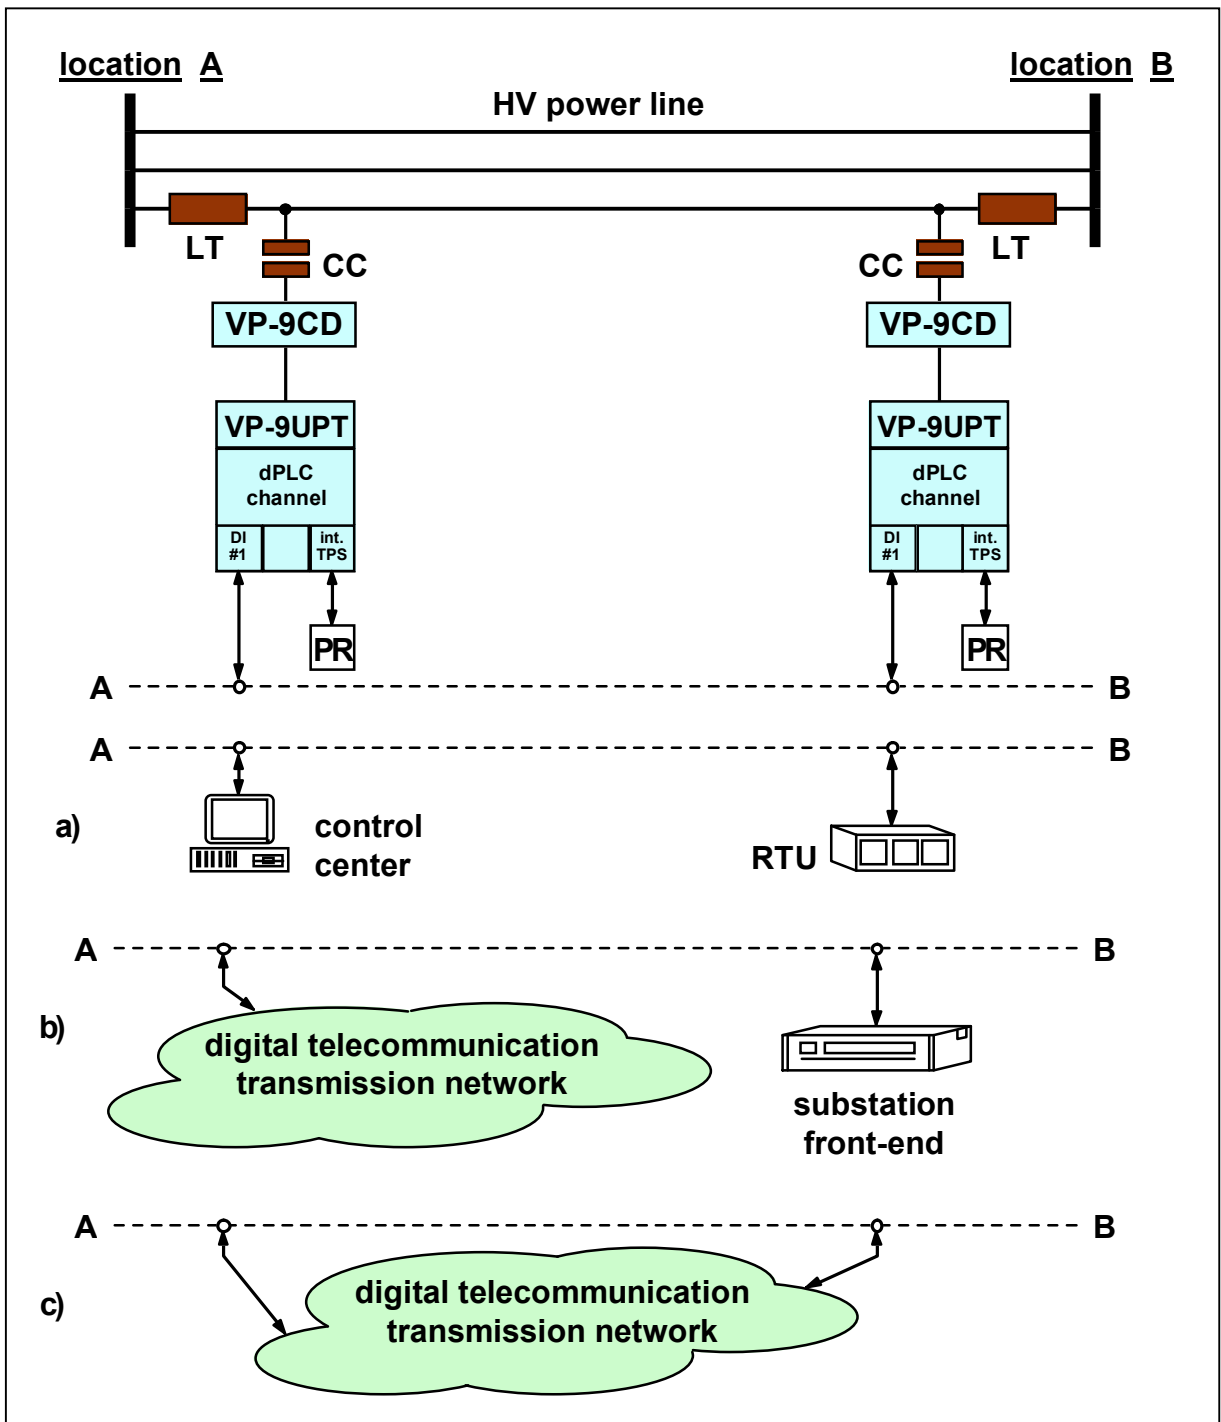 location A
location B
HV power line
LT
LT
CC
CC
VP-9CD
VP-9CD
VP-9UPT
VP-9UPT
dPLC
channel
dPLC
channel
DI
#1
int.
TPS
DI
#1
int.
TPS
PR
PR
A
B
A
B
a)
control
center
RTU
A
B
b)
digital telecommunication
transmission network
substation
front-end
A
B
c)
digital telecommunication
transmission network